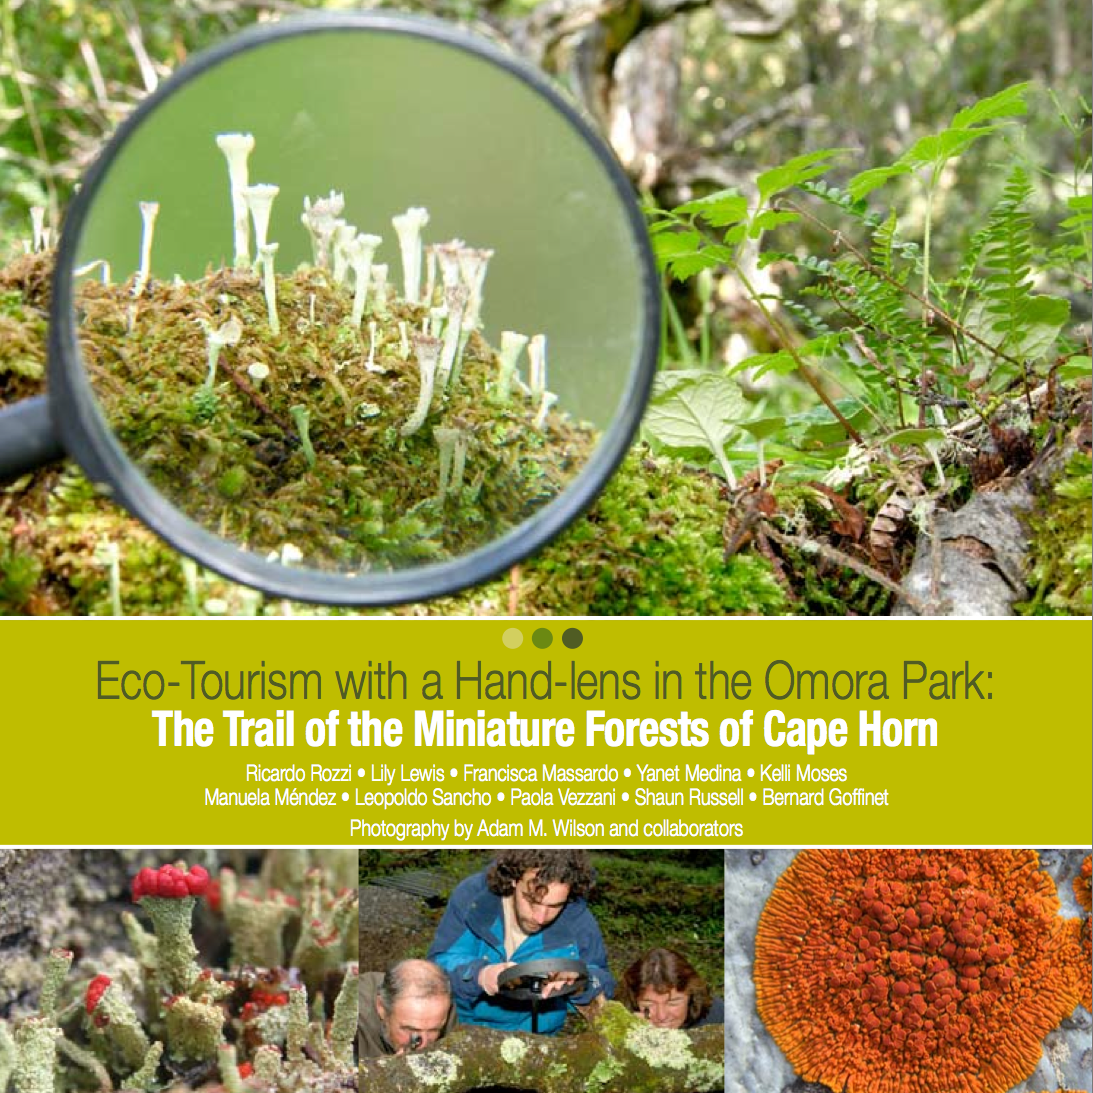 Eco-Tourism with a Hand-lens in the Omora Park:
The Trail of the Miniature Forests of Cape Horn
Ricardo Rozzi • Lily Lewis • Francisca Massardo • Yanet Medina • Kelli Moses
Manuela Méndez • Leopoldo Sancho • Paola Vezzani • Shaun Russell • Bernard Goffinet
Photography by Adam M. Wilson and collaborators